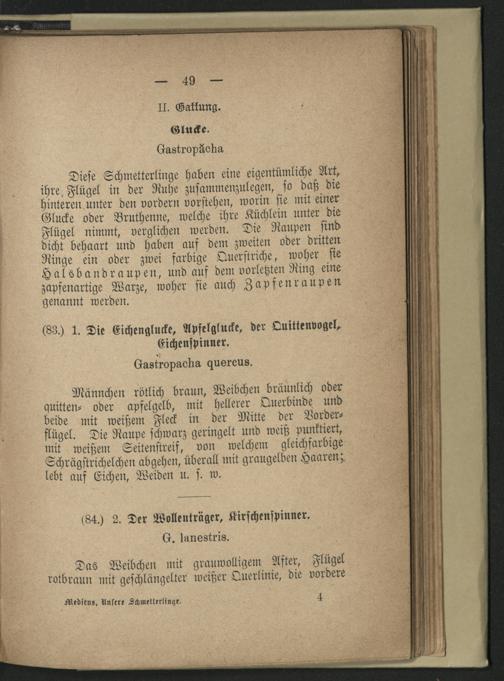 — 49 —
II. Gattung.
Glucke.
Gastropächa
Diese Schmetterlinge haben eine eigentümliche Art,
ihre Flügel in der Ruhe zusammenzulegen, so daß die
hinteren unter den vordern vorstehen, worin sie mit einer
Glucke oder Bruthenne, welche ihre Küchlein unter die
Flügel nimmt, verglichen werden. Die Raupen sind
dicht behaart und haben auf dem zweiten oder dritten
Ringe ein oder zwei farbige Querstriche, woher sie
Halsbandraupen, und auf dem vorletzten Ring eine
zapfenartige Warze, woher sie auch Zapfenraupen
genannt werden.
(83.) 1. Die Eichenglucke, Apfelglucke, der Quittenvogel,
Eichenspinner.
Gastropacha quercus.
Männchen rötlich braun, Weibchen bräunlich oder
quitten- oder apfelgelb, mit hellerer Querbinde und
beide mit weißem Fleck in der Mitte der Vorder-
flügel. Die Raupe schwarz geringelt und weiß punktiert,
mit weißem Seitenstreif, von welchem gleichfarbige
Schrägstrichelchen abgehen, überall mit graugelben Haaren;
lebt auf Eichen, Weiden u. s. w.
(84.) 2. Der Wollenträger, Kirschenspinner.
G. lanestris.
Das Weibchen mit grauwolligem After, Flügel
rotbraun mit geschlängelter weißer Querlinie, die vordere
Medicus, Unsere Schmetterlinge. 4